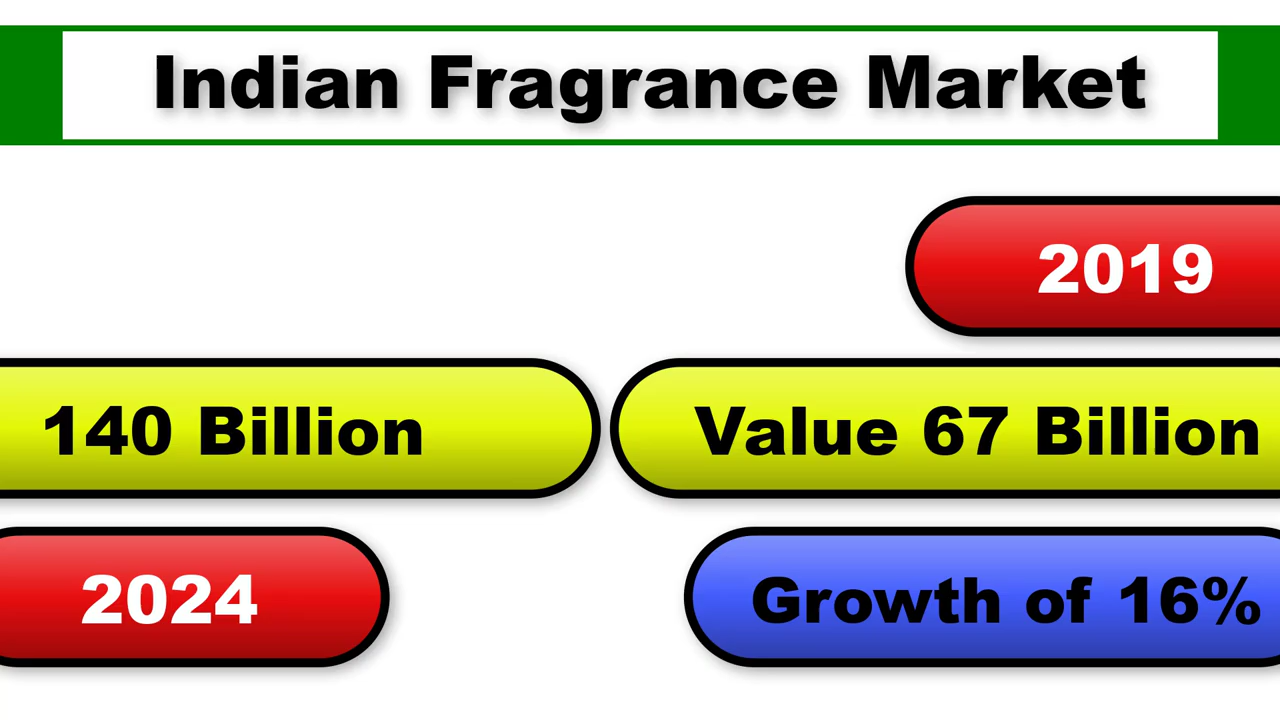 Indian Fragrance Market
2019
140 Billion
Value 67 Billion
2024
Growth of 16%